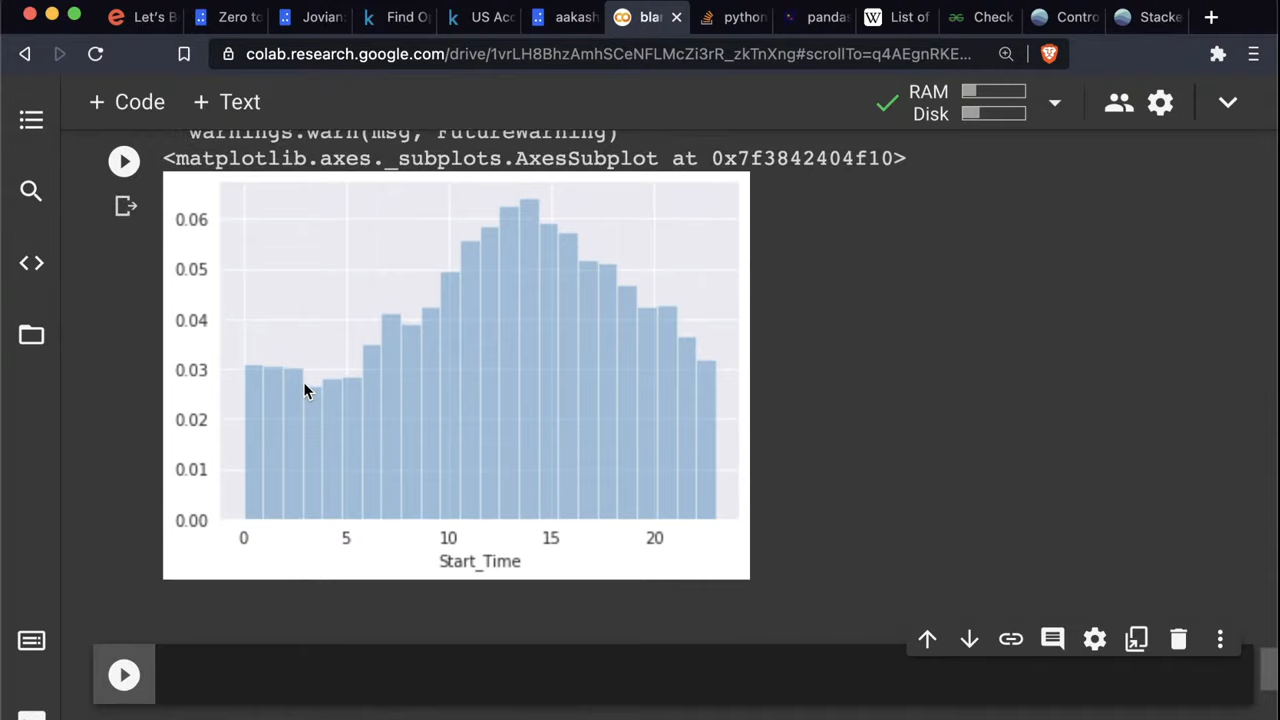 Let's B
Zero to
Jovian:
Find O
US Acc
aakash
blar
python
pandas
List of
Check
Contro
Stacke
colab.research.google.com/drive/1vrLH8BhzAmhSCeNFLMcZi3rR_zkTnXng#scrollTo=q4AEgnRKE...
+ Code + Text
RAM
Disk
warnings.warn(msg, FutureWarning)
<matplotlib.axes._subplots.AxesSubplot at 0x7f3842404f10>
0.06
0.05
0.04
0.03
0.02
0.01
0.00
0 5 10 15 20
Start_Time